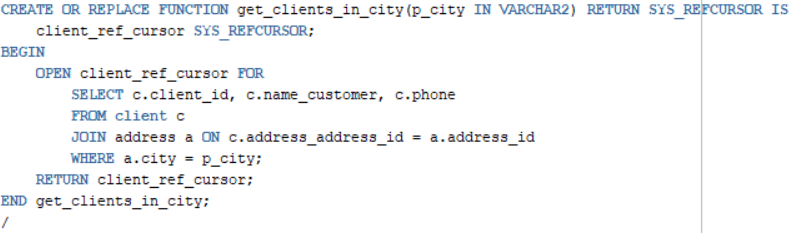 CREATE OR REPLACE FUNCTION get_clients_in_city(p_city IN VARCHAR2) RETURN SYS_REFCURSOR IS
    client_ref_cursor SYS_REFCURSOR;
BEGIN
    OPEN client_ref_cursor FOR
        SELECT c.client_id, c.name_customer, c.phone
        FROM client c
        JOIN address a ON c.address_address_id = a.address_id
        WHERE a.city = p_city;
    RETURN client_ref_cursor;
END get_clients_in_city;
/